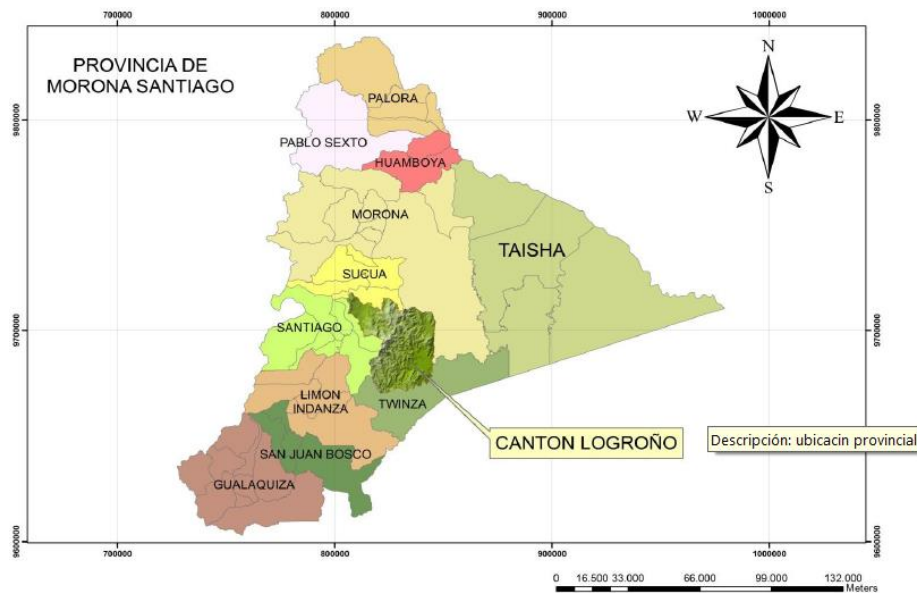 700000 800000 900000 1000000
PROVINCIA DE
MORONA SANTIAGO
N
W E
S
PALORA
9800000 9800000
PABLO SEXTO
HUAMBOYA
MORONA
TAISHA
SUCUA
SANTIAGO
9700000 9700000
LIMON
INDANZA
TWINZA
CANTON LOGROÑO
Descripción: ubicacin provincial
SAN JUAN BOSCO
GUALAQUIZA
9600000 9600000
700000 800000 900000 1000000
0 16.500 33.000 66.000 99.000 132.000
Meters